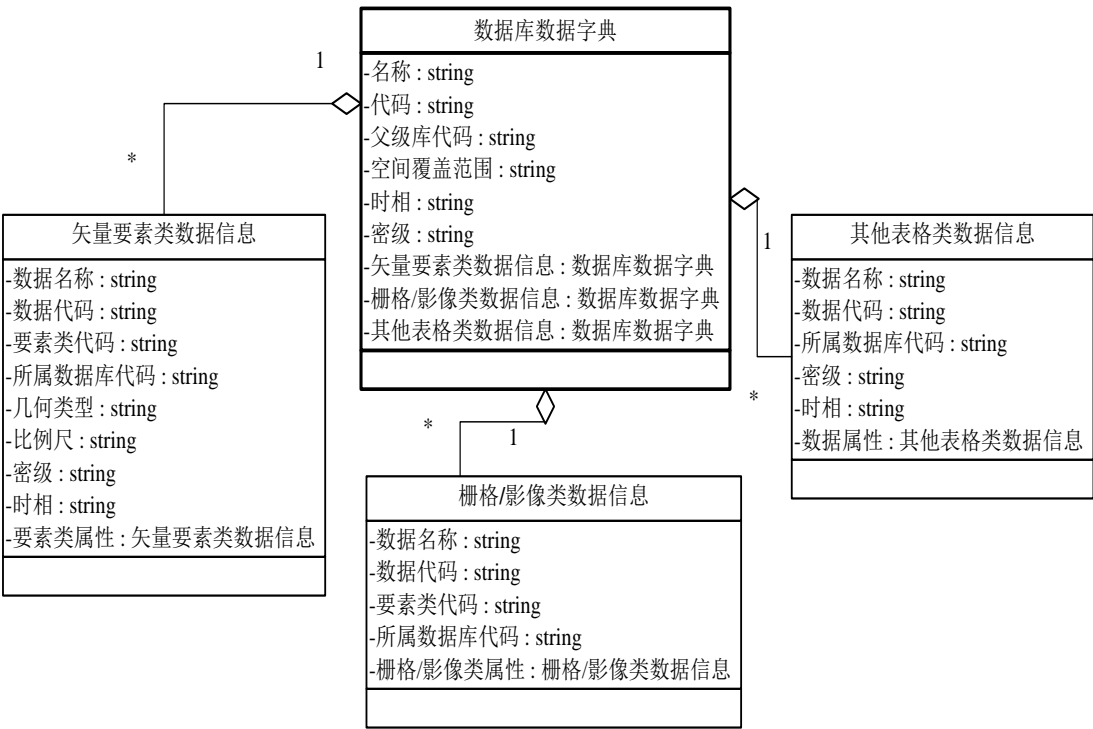 数据库数据字典
-名称 : string
-代码 : string
-父级库代码 : string
-空间覆盖范围 : string
-时相 : string
-密级 : string
-矢量要素类数据信息 : 数据库数据字典
-栅格/影像类数据信息 : 数据库数据字典
-其他表格类数据信息 : 数据库数据字典
1
*
矢量要素类数据信息
-数据名称 : string
-数据代码 : string
-要素类代码 : string
-所属数据库代码 : string
-几何类型 : string
-比例尺 : string
-密级 : string
-时相 : string
-要素类属性 : 矢量要素类数据信息
1
*
其他表格类数据信息
-数据名称 : string
-数据代码 : string
-所属数据库代码 : string
-密级 : string
-时相 : string
-数据属性 : 其他表格类数据信息
*
1
栅格/影像类数据信息
-数据名称 : string
-数据代码 : string
-要素类代码 : string
-所属数据库代码 : string
-栅格/影像类属性 : 栅格/影像类数据信息